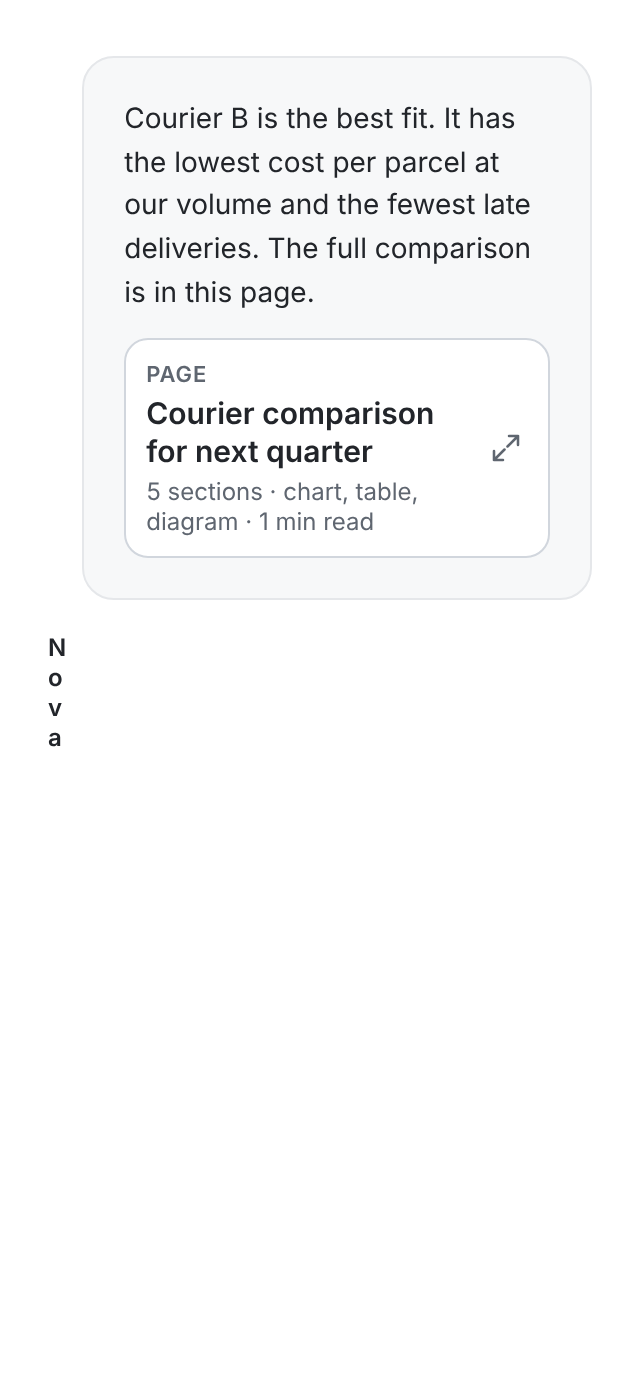 Courier B is the best fit. It has
the lowest cost per parcel at
our volume and the fewest late
deliveries. The full comparison
is in this page.
PAGE
Courier comparison
for next quarter
5 sections · chart, table,
diagram · 1 min read
N
o
v
a